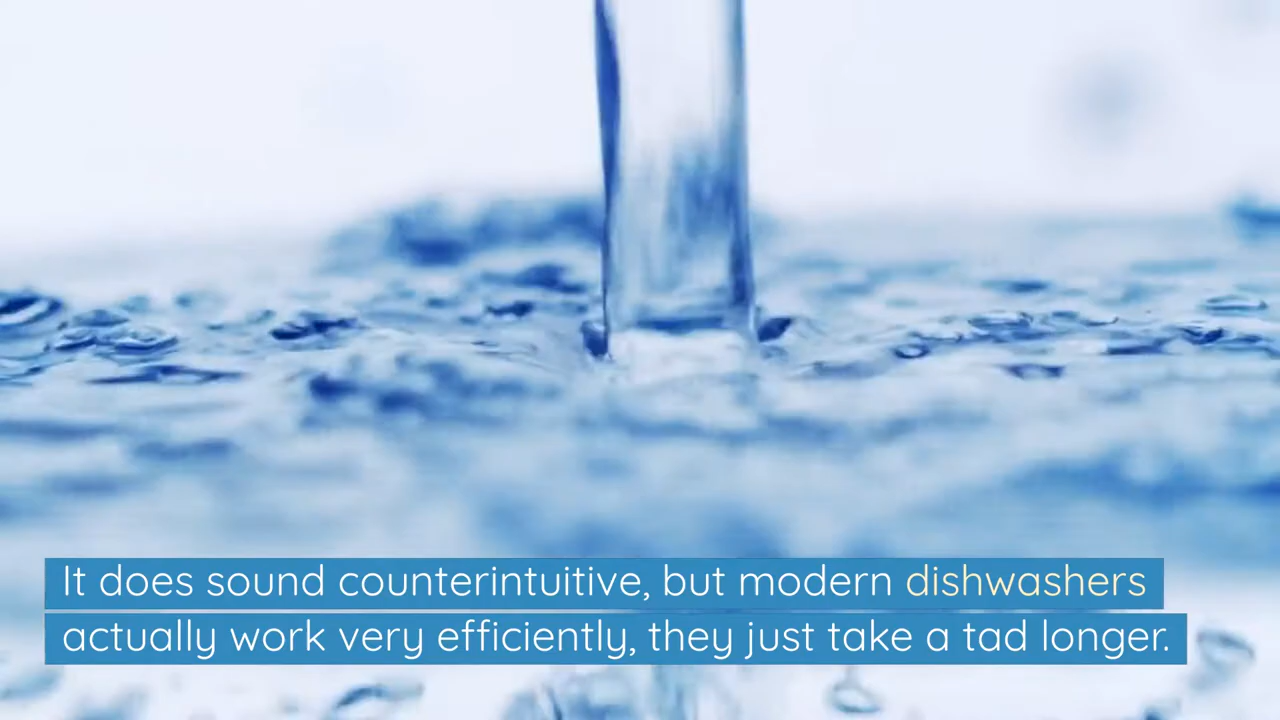 It does sound counterintuitive, but modern dishwashers
actually work very efficiently, they just take a tad longer.